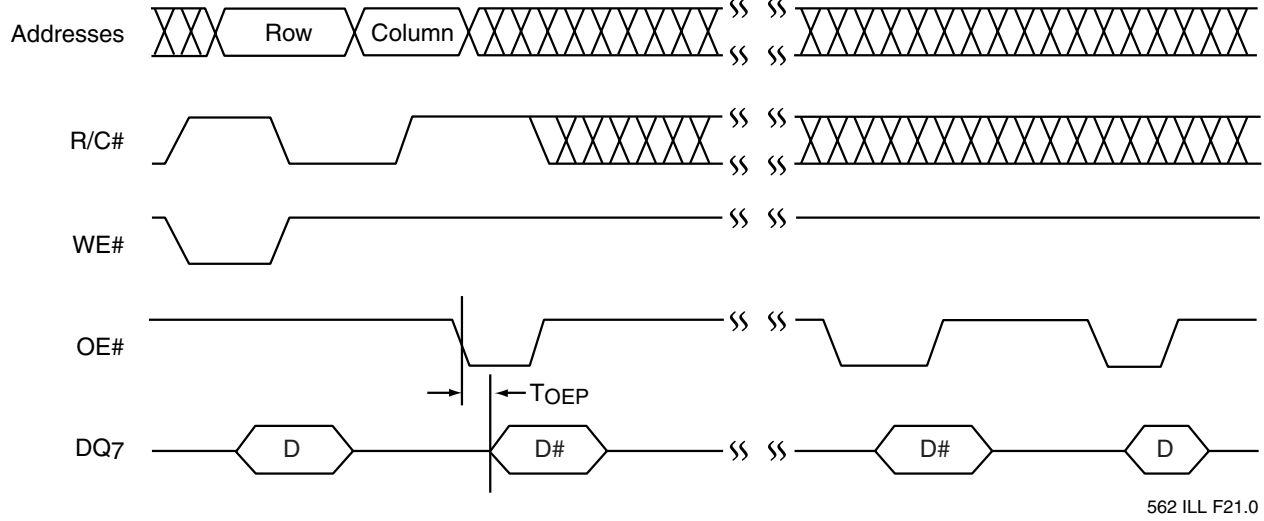 Addresses Row Column
R/C#
WE#
OE#
TOEP
DQ7 D D# D# D
562 ILL F21.0